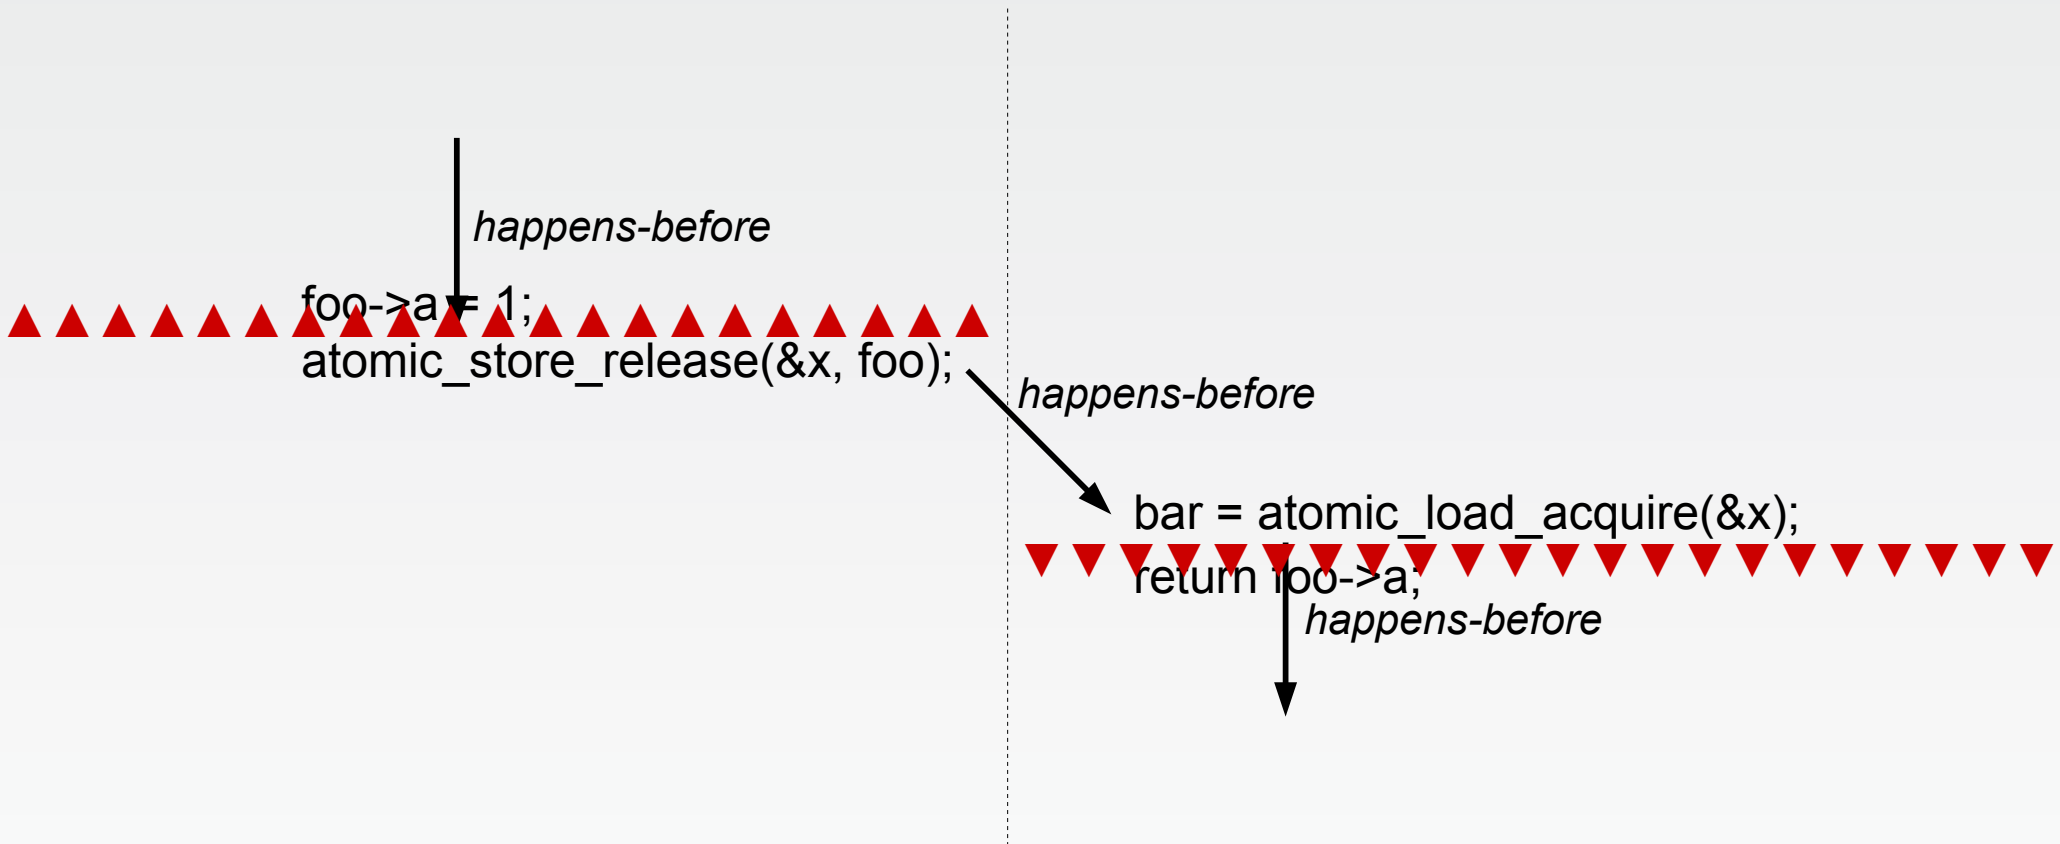 happens-before
foo->a = 1;
atomic_store_release(&x, foo);
happens-before
bar = atomic_load_acquire(&x);
return foo->a;
happens-before